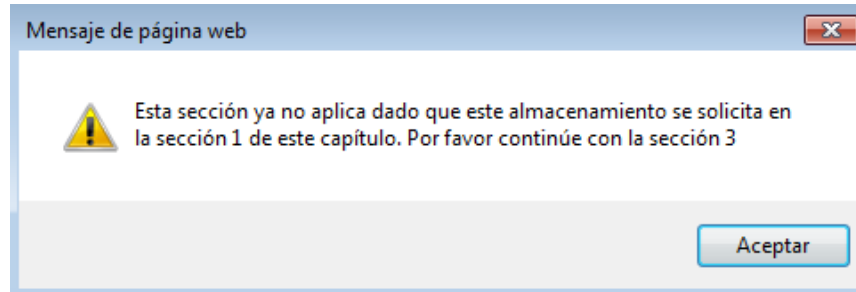 Mensaje de página web
Esta sección ya no aplica dado que este almacenamiento se solicita en
la sección 1 de este capítulo. Por favor continúe con la sección 3
Aceptar